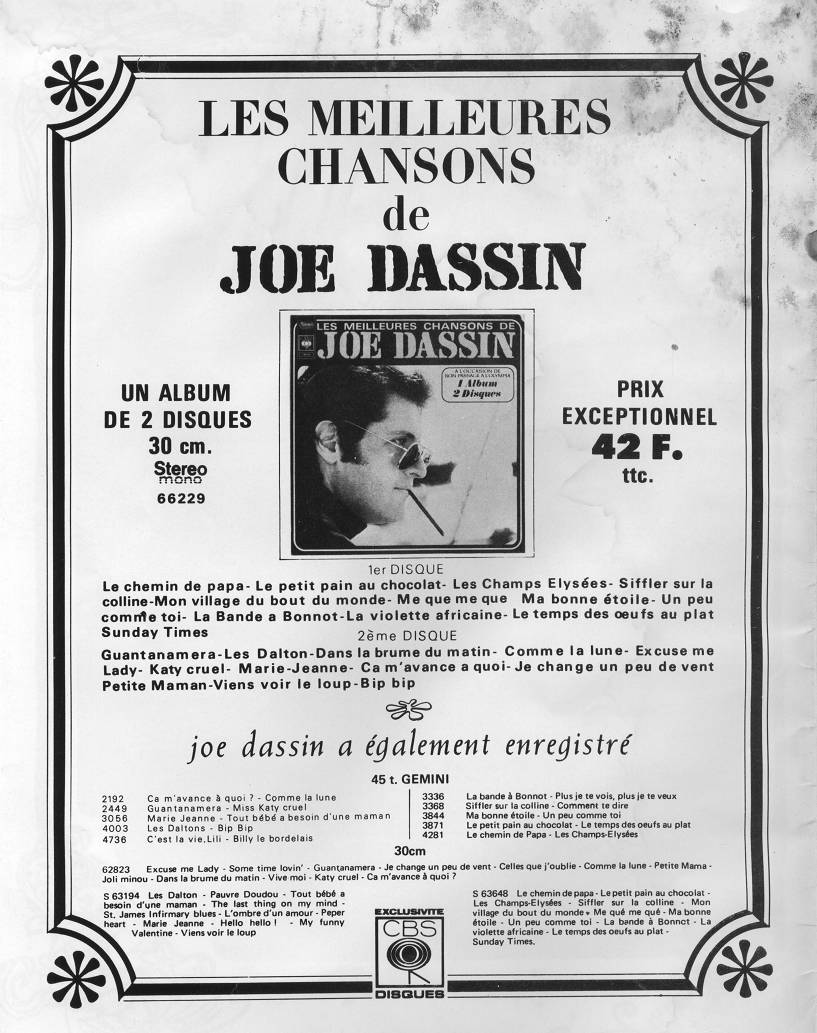 LES MEILLEURES
CHANSONS
de
JOE DASSIN
LES MEILLEURES CHANSONS DE
JOE DASSIN
A L'OCCASION DE
SON PASSAGE A L'OLYMPIA
1 Album
2 Disques
UN ALBUM
DE 2 DISQUES
30 cm.
Stereo
mono
66229
PRIX
EXCEPTIONNEL
42 F.
ttc.
1er DISQUE
Le chemin de papa- Le petit pain au chocolat- Les Champs Elysées- Siffler sur la
colline-Mon village du bout du monde- Me que me que Ma bonne étoile- Un peu
comme toi- La Bande a Bonnot-La violette africaine- Le temps des œufs au plat
Sunday Times
2ème DISQUE
Guantanamera-Les Dalton-Dans la brume du matin- Comme la lune- Excuse me
Lady- Katy cruel- Marie-Jeanne- Ca m'avance a quoi- Je change un peu de vent
Petite Maman-Viens voir le loup-Bip bip
joe dassin a également enregistré
45 t. GEMINI
2192 Ca m'avance à quoi ? - Comme la lune
2449 Guantanamera - Miss Katy cruel
3056 Marie Jeanne - Tout bébé a besoin d'une maman
4003 Les Daltons - Bip Bip
4736 C'est la vie, Lili - Billy le bordelais
3336 La bande à Bonnot - Plus je te vois, plus je te veux
3368 Siffler sur la colline - Comment te dire
3844 Ma bonne étoile - Un peu comme toi
3871 Le petit pain au chocolat - Le temps des oeufs au plat
4281 Le chemin de Papa - Les Champs-Elysées
30cm
62823 Excuse me Lady - Some time lovin' - Guantanamera - Je change un peu de vent - Celles que j'oublie - Comme la lune - Petite Mama -
Joli minou - Dans la brume du matin - Vive moi - Katy cruel - Ca m'avance à quoi ?
S 63194 Les Dalton - Pauvre Doudou - Tout bébé a
besoin d'une maman - The last thing on my mind -
St. James Infirmary blues - L'ombre d'un amour - Peper
heart - Marie Jeanne - Hello hello ! - My funny
Valentine - Viens voir le loup
S 63648 Le chemin de papa - Le petit pain au chocolat -
Les Champs-Elysées - Siffler sur la colline - Mon
village du bout du monde - Me qué me qué - Ma bonne
étoile - Un peu comme toi - La bande à Bonnot - La
violette africaine - Le temps des oeufs au plat -
Sunday Times.
EXCLUSIVITE
CBS
DISQUES